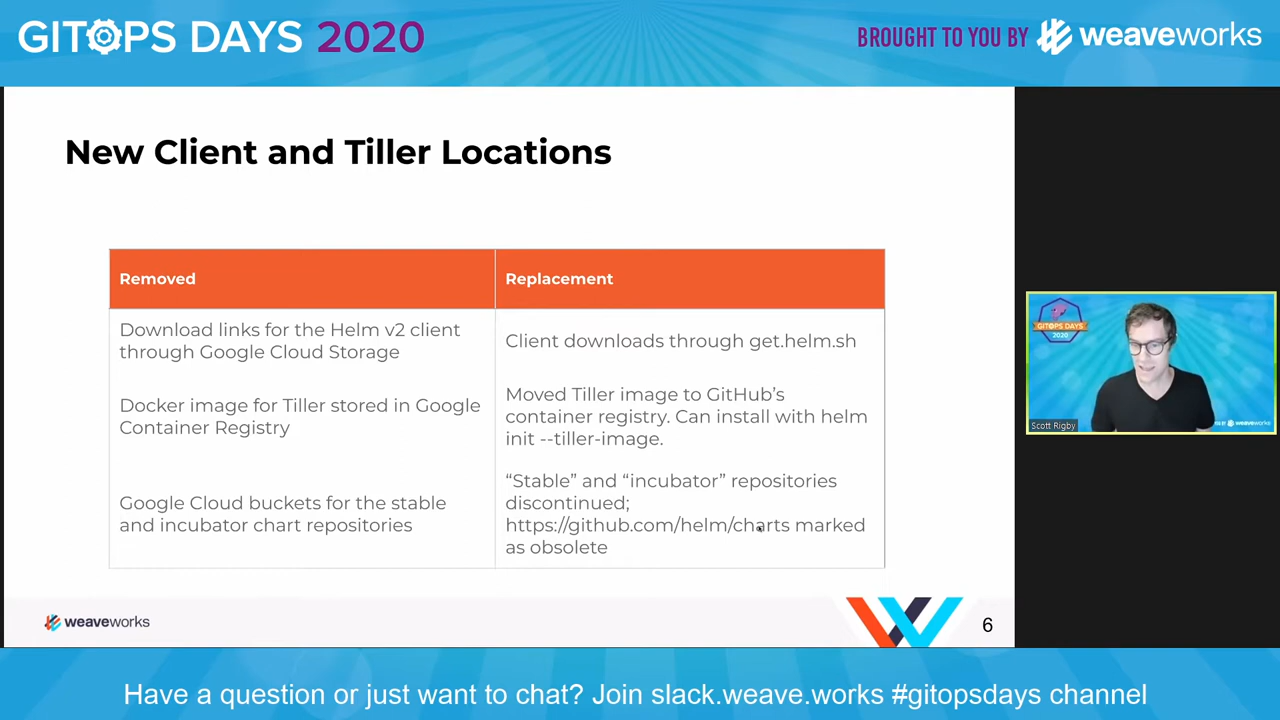 GITOPS DAYS 2020
BROUGHT TO YOU BY weaveworks
New Client and Tiller Locations
Removed
Replacement
Download links for the Helm v2 client
through Google Cloud Storage
Client downloads through get.helm.sh
Docker image for Tiller stored in Google
Container Registry
Moved Tiller image to GitHub’s
container registry. Can install with helm
init --tiller-image.
Google Cloud buckets for the stable
and incubator chart repositories
“Stable” and “incubator” repositories
discontinued;
https://github.com/helm/charts marked
as obsolete
GITOPS DAYS
2020
Scott Rigby
weaveworks
weaveworks
6
Have a question or just want to chat? Join slack.weave.works #gitopsdays channel